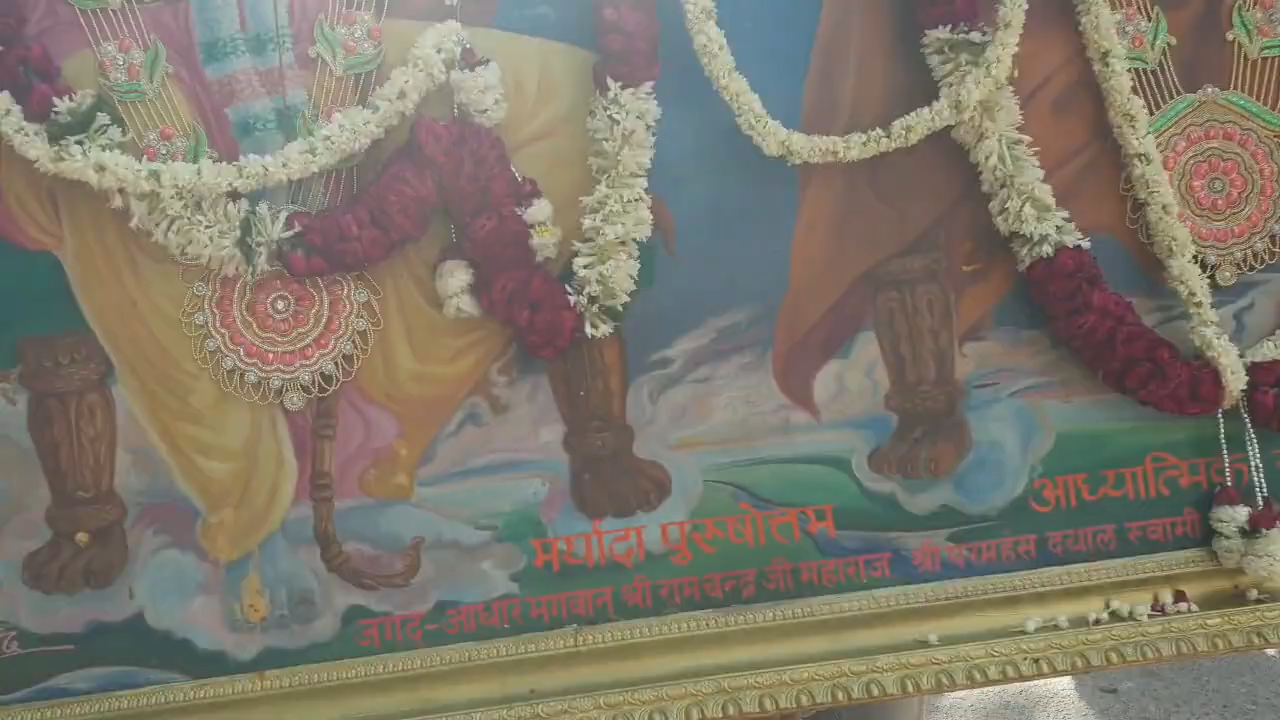 मर्यादा पुरूषोत्तम
जगद-आधार भगवान् श्री रामचन्द्र जी महाराज
आध्यात्मिक
श्री परमहंस दयाल स्वामी